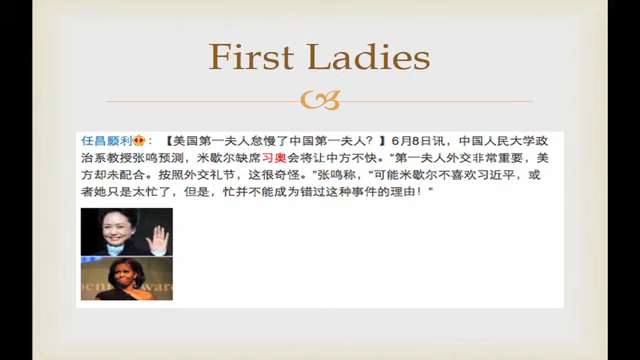 First Ladies
任昌颢利：【美国第一夫人怠慢了中国第一夫人？】6月8日讯，中国人民大学政
治系教授张鸣预测，米歇尔缺席习奥会将让中方不快。“第一夫人外交非常重要，美
方却未配合。按照外交礼节，这很奇怪。”张鸣称，“可能米歇尔不喜欢习近平，或
者她只是太忙了，但是，忙并不能成为错过这种事件的理由！”